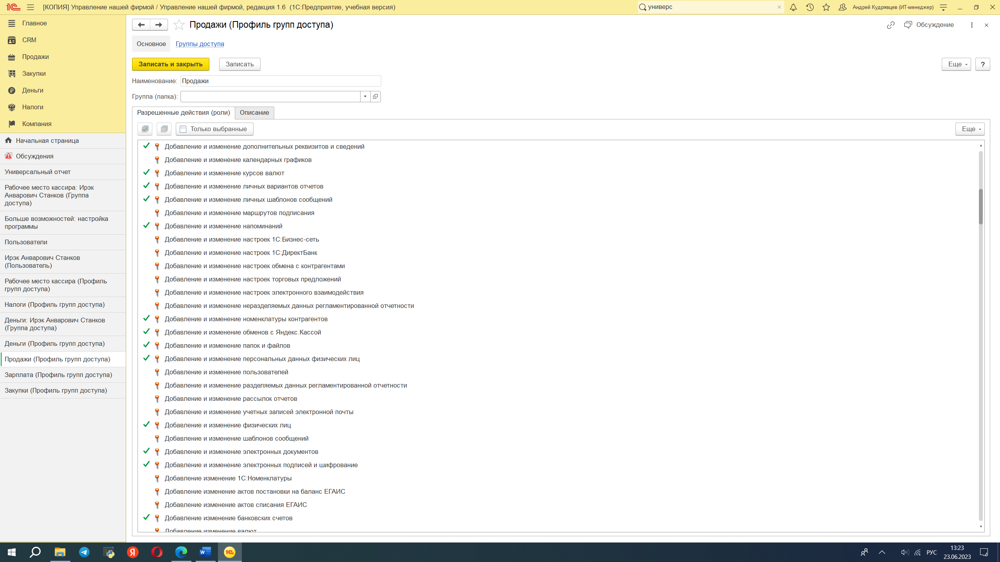 [КОПИЯ] Управление нашей фирмой / Управление нашей фирмой, редакция 1.6 (1С:Предприятие, учебная версия)
универс
Андрей Кудрявцев (ИТ-менеджер)
Главное
CRM
Продажи
Закупки
Деньги
Налоги
Компания
Начальная страница
Обсуждения
Универсальный отчет
Рабочее место кассира: Ирэк
Анварович Станков (Группа
доступа)
Больше возможностей: настройка
программы
Пользователи
Ирэк Анварович Станков
(Пользователь)
Рабочее место кассира (Профиль
групп доступа)
Налоги (Профиль групп доступа)
Деньги: Ирэк Анварович Станков
(Группа доступа)
Деньги (Профиль групп доступа)
Продажи (Профиль групп доступа)
Зарплата (Профиль групп доступа)
Закупки (Профиль групп доступа)
Продажи (Профиль групп доступа)
Обсуждение
Основное
Группы доступа
Записать и закрыть
Записать
Еще
?
Наименование: Продажи
Группа (папка):
Разрешенные действия (роли)
Описание
Только выбранные
Еще
Добавление и изменение дополнительных реквизитов и сведений
Добавление и изменение календарных графиков
Добавление и изменение курсов валют
Добавление и изменение личных вариантов отчетов
Добавление и изменение личных шаблонов сообщений
Добавление и изменение маршрутов подписания
Добавление и изменение напоминаний
Добавление и изменение настроек 1С:Бизнес-сеть
Добавление и изменение настроек 1С:ДиректБанк
Добавление и изменение настроек обмена с контрагентами
Добавление и изменение настроек торговых предложений
Добавление и изменение настроек электронного взаимодействия
Добавление и изменение неразделяемых данных регламентированной отчетности
Добавление и изменение номенклатуры контрагентов
Добавление и изменение обменов с Яндекс.Кассой
Добавление и изменение папок и файлов
Добавление и изменение персональных данных физических лиц
Добавление и изменение пользователей
Добавление и изменение разделяемых данных регламентированной отчетности
Добавление и изменение рассылок отчетов
Добавление и изменение учетных записей электронной почты
Добавление и изменение физических лиц
Добавление и изменение шаблонов сообщений
Добавление и изменение электронных документов
Добавление и изменение электронных подписей и шифрование
Добавление изменение 1С:Номенклатуры
Добавление изменение актов постановки на баланс ЕГАИС
Добавление изменение актов списания ЕГАИС
Добавление изменение банковских счетов
Добавление изменение валют
РУС
13:23
23.06.2023